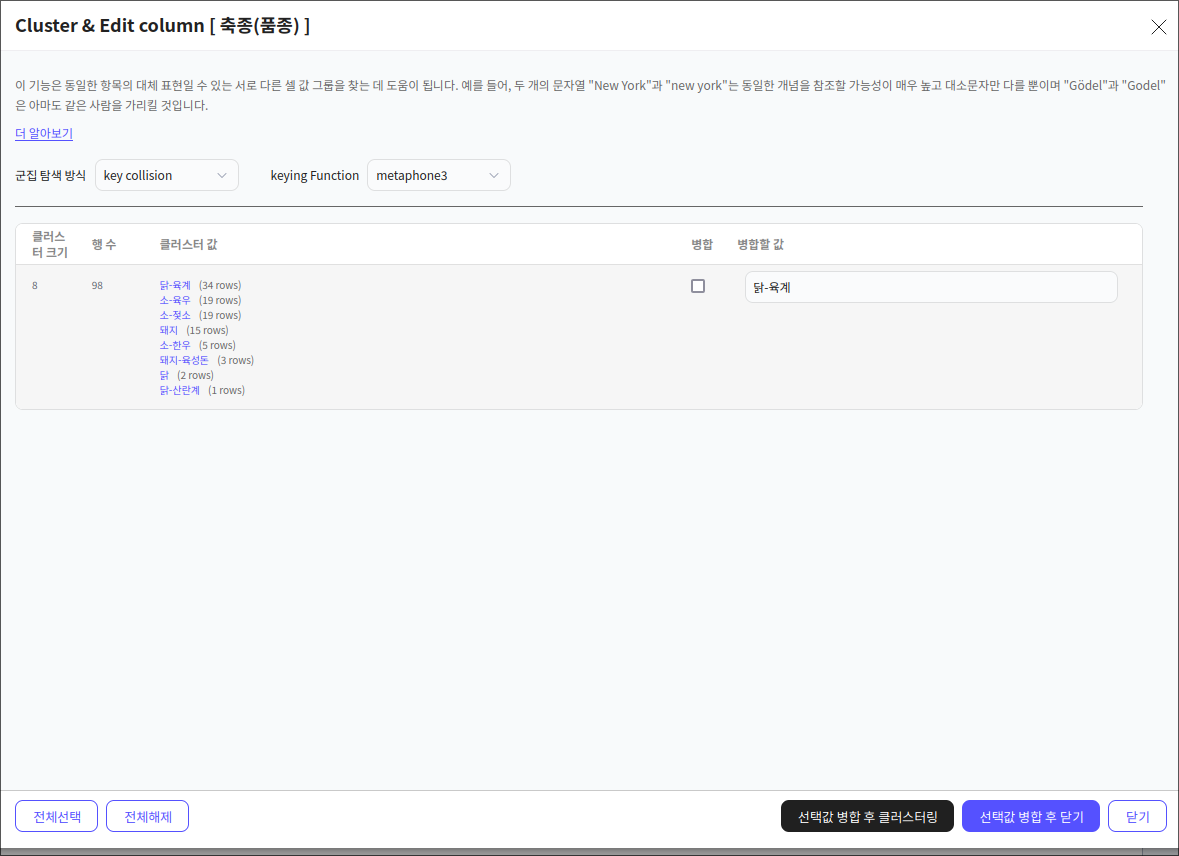 Cluster & Edit column [ 축종(품종) ]
이 기능은 동일한 항목의 대체 표현일 수 있는 서로 다른 셀 값 그룹을 찾는 데 도움이 됩니다. 예를 들어, 두 개의 문자열 "New York"과 "new york"는 동일한 개념을 참조할 가능성이 매우 높고 대소문자만 다를 뿐이며 "Gödel"과 "Godel"
은 아마도 같은 사람을 가리킬 것입니다.
더 알아보기
군집 탐색 방식 key collision keying Function metaphone3
클러스
터 크기 행 수 클러스터 값 병합 병합할 값
8 98 닭-육계 (34 rows) 닭-육계
소-육우 (19 rows)
소-젖소 (19 rows)
돼지 (15 rows)
소-한우 (5 rows)
돼지-육성돈 (3 rows)
닭 (2 rows)
닭-산란계 (1 rows)
전체선택 전체해제 선택값 병합 후 클러스터링 선택값 병합 후 닫기 닫기